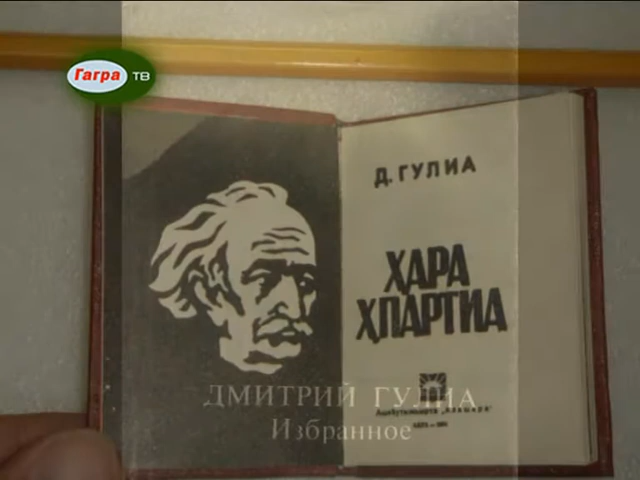 Гагра ТВ
Д. ГУЛИА
ҲАРА
ҲПАРТИА
ДМИТРИЙ ГУЛИА
Избранное